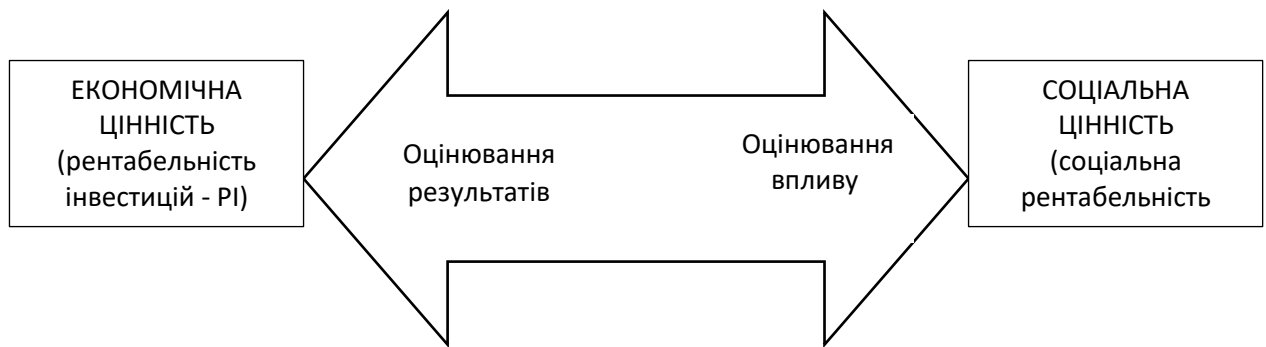 ЕКОНОМІЧНА
ЦІННІСТЬ
(рентабельність
інвестицій - РІ)
Оцінювання
результатів
Оцінювання
впливу
СОЦІАЛЬНА
ЦІННІСТЬ
(соціальна
рентабельність